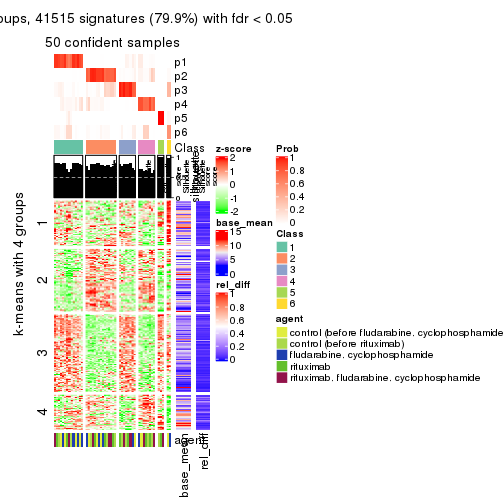 oups, 41515 signatures (79.9%) with fdr < 0.05
50 confident samples
p1
p2
p3
p4
p5
p6
Class
1
0
silhouette
score
k-means with 4 groups
1
2
3
4
agent
base_mean
rel_diff
z-score
2
1
0
-1
-2
base_mean
15
10
5
0
rel_diff
1
0.8
0.6
0.4
0.2
0
Prob
1
0.8
0.6
0.4
0.2
0
Class
1
2
3
4
5
6
agent
control (before fludarabine. cyclophosphamide
control (before rituximab)
fludarabine. cyclophosphamide
rituximab
rituximab. fludarabine. cyclophosphamide